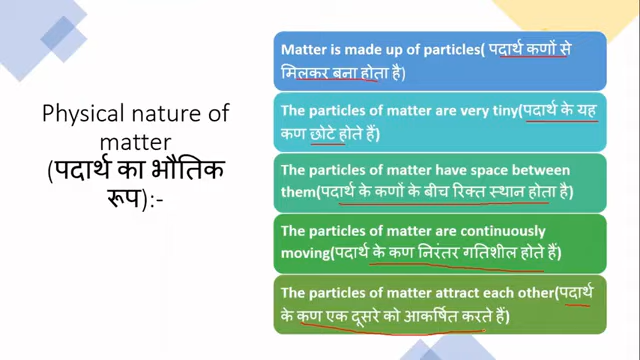 Physical nature of
matter
(पदार्थ का भौतिक
रूप):-
Matter is made up of particles( पदार्थ कणों से
मिलकर बना होता है)
The particles of matter are very tiny(पदार्थ के यह
कण छोटे होते हैं)
The particles of matter have space between
them(पदार्थ के कणों के बीच रिक्त स्थान होता है)
The particles of matter are continuously
moving(पदार्थ के कण निरंतर गतिशील होते हैं)
The particles of matter attract each other(पदार्थ
के कण एक दूसरे को आकर्षित करते हैं)